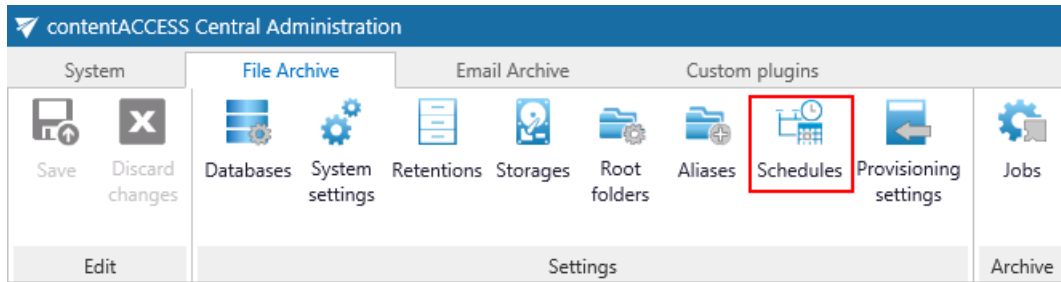 contentACCESS Central Administration
System File Archive Email Archive Custom plugins
Save Discard changes Databases System settings Retentions Storages Root folders Aliases Schedules Provisioning settings Jobs
Edit Settings Archive